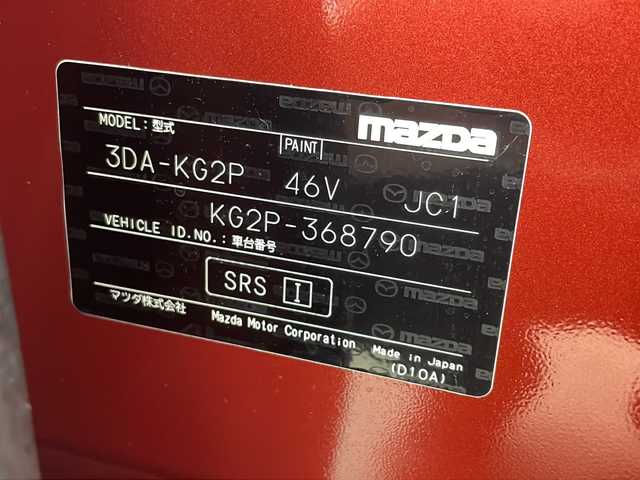 mazda
MODEL:型式
PAINT
3DA-KG2P 46V JC1
KG2P-368790
VEHICLE ID.NO.:車台番号
SRS I
マツダ株式会社
Mazda Motor Corporation
Made in Japan
(D10A)